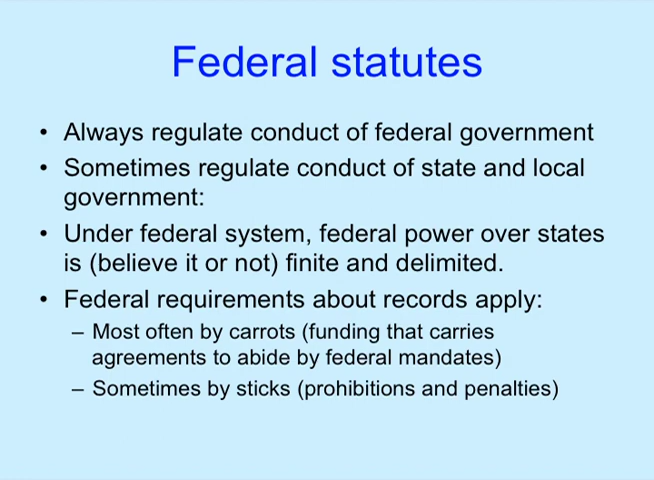 Federal statutes
• Always regulate conduct of federal government
• Sometimes regulate conduct of state and local
government:
• Under federal system, federal power over states
is (believe it or not) finite and delimited.
• Federal requirements about records apply:
– Most often by carrots (funding that carries
agreements to abide by federal mandates)
– Sometimes by sticks (prohibitions and penalties)